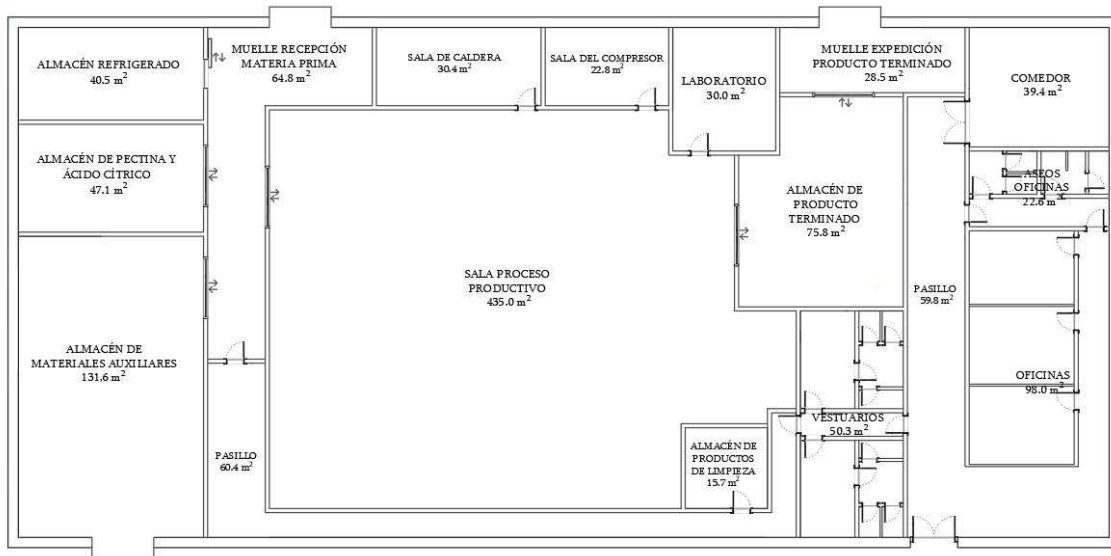 ALMACÉN REFRIGERADO
40.5 m²
MUELLE RECEPCIÓN
MATERIA PRIMA
64.8 m²
SALA DE CALDERA
30.4 m²
SALA DEL COMPRESOR
22.8 m²
LABORATORIO
30.0 m²
MUELLE EXPEDICIÓN
PRODUCTO TERMINADO
28.5 m²
COMEDOR
39.4 m²
ALMACÉN DE PECTINA Y
ÁCIDO CÍTRICO
47.1 m²
ALMACÉN DE
PRODUCTO
TERMINADO
75.8 m²
ASEOS
OFICINAS
22.6 m²
SALA PROCESO
PRODUCTIVO
435.0 m²
PASILLO
59.8 m²
ALMACÉN DE
MATERIALES AUXILIARES
131,6 m²
OFICINAS
98.0 m²
VESTUARIOS
50.3 m²
PASILLO
60.4 m²
ALMACÉN DE
PRODUCTOS
DE LIMPIEZA
15.7 m²